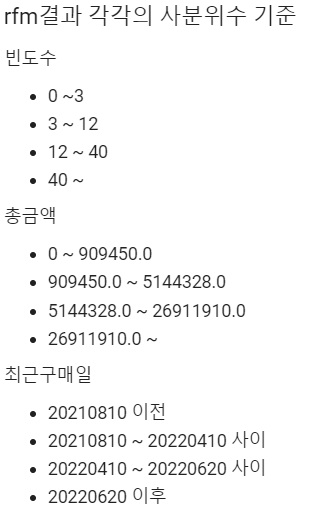 rfm결과 각각의 사분위수 기준
빈도수
• 0 ~3
• 3 ~ 12
• 12 ~ 40
• 40 ~
총금액
• 0 ~ 909450.0
• 909450.0 ~ 5144328.0
• 5144328.0 ~ 26911910.0
• 26911910.0 ~
최근구매일
• 20210810 이전
• 20210810 ~ 20220410 사이
• 20220410 ~ 20220620 사이
• 20220620 이후